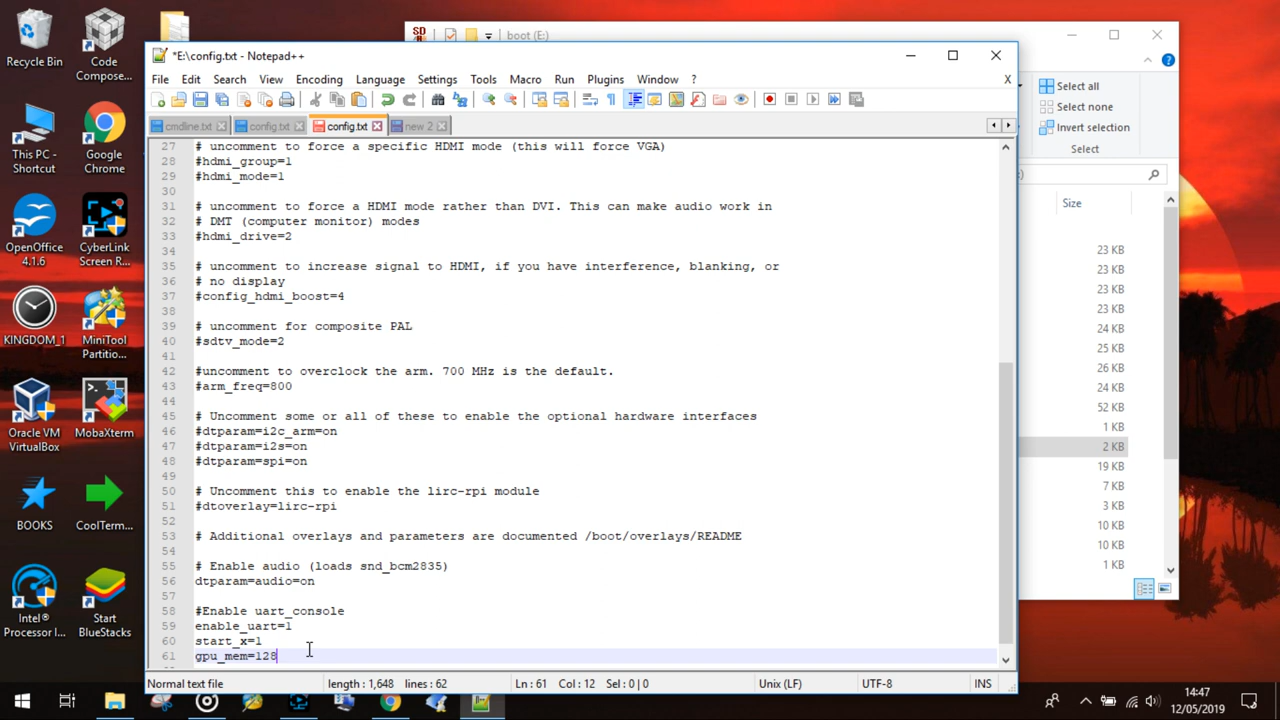 Recycle Bin
Code
Compose...
This PC -
Shortcut
Google
Chrome
OpenOffice
4.1.6
CyberLink
Screen R...
KINGDOM_1
MiniTool
Partitio...
Oracle VM
VirtualBox
MobaXterm
BOOKS
CoolTerm...
Intel®
Processor I...
Start
BlueStacks
boot (E:)
Select all
Select none
Invert selection
Select
Size
23 KB
23 KB
23 KB
23 KB
24 KB
25 KB
26 KB
24 KB
52 KB
1 KB
2 KB
19 KB
7 KB
3 KB
10 KB
10 KB
1 KB
*E:\config.txt - Notepad++
File Edit Search View Encoding Language Settings Tools Macro Run Plugins Window ? X
cmdline.txt config.txt config.txt new 2
27 # uncomment to force a specific HDMI mode (this will force VGA)
28 #hdmi_group=1
29 #hdmi_mode=1
30
31 # uncomment to force a HDMI mode rather than DVI. This can make audio work in
32 # DMT (computer monitor) modes
33 #hdmi_drive=2
34
35 # uncomment to increase signal to HDMI, if you have interference, blanking, or
36 # no display
37 #config_hdmi_boost=4
38
39 # uncomment for composite PAL
40 #sdtv_mode=2
41
42 #uncomment to overclock the arm. 700 MHz is the default.
43 #arm_freq=800
44
45 # Uncomment some or all of these to enable the optional hardware interfaces
46 #dtparam=i2c_arm=on
47 #dtparam=i2s=on
48 #dtparam=spi=on
49
50 # Uncomment this to enable the lirc-rpi module
51 #dtoverlay=lirc-rpi
52
53 # Additional overlays and parameters are documented /boot/overlays/README
54
55 # Enable audio (loads snd_bcm2835)
56 dtparam=audio=on
57
58 #Enable uart_console
59 enable_uart=1
60 start_x=1
61 gpu_mem=128
Normal text file length : 1,648 lines : 62 Ln : 61 Col : 12 Sel : 0 | 0 Unix (LF) UTF-8 INS
14:47
12/05/2019